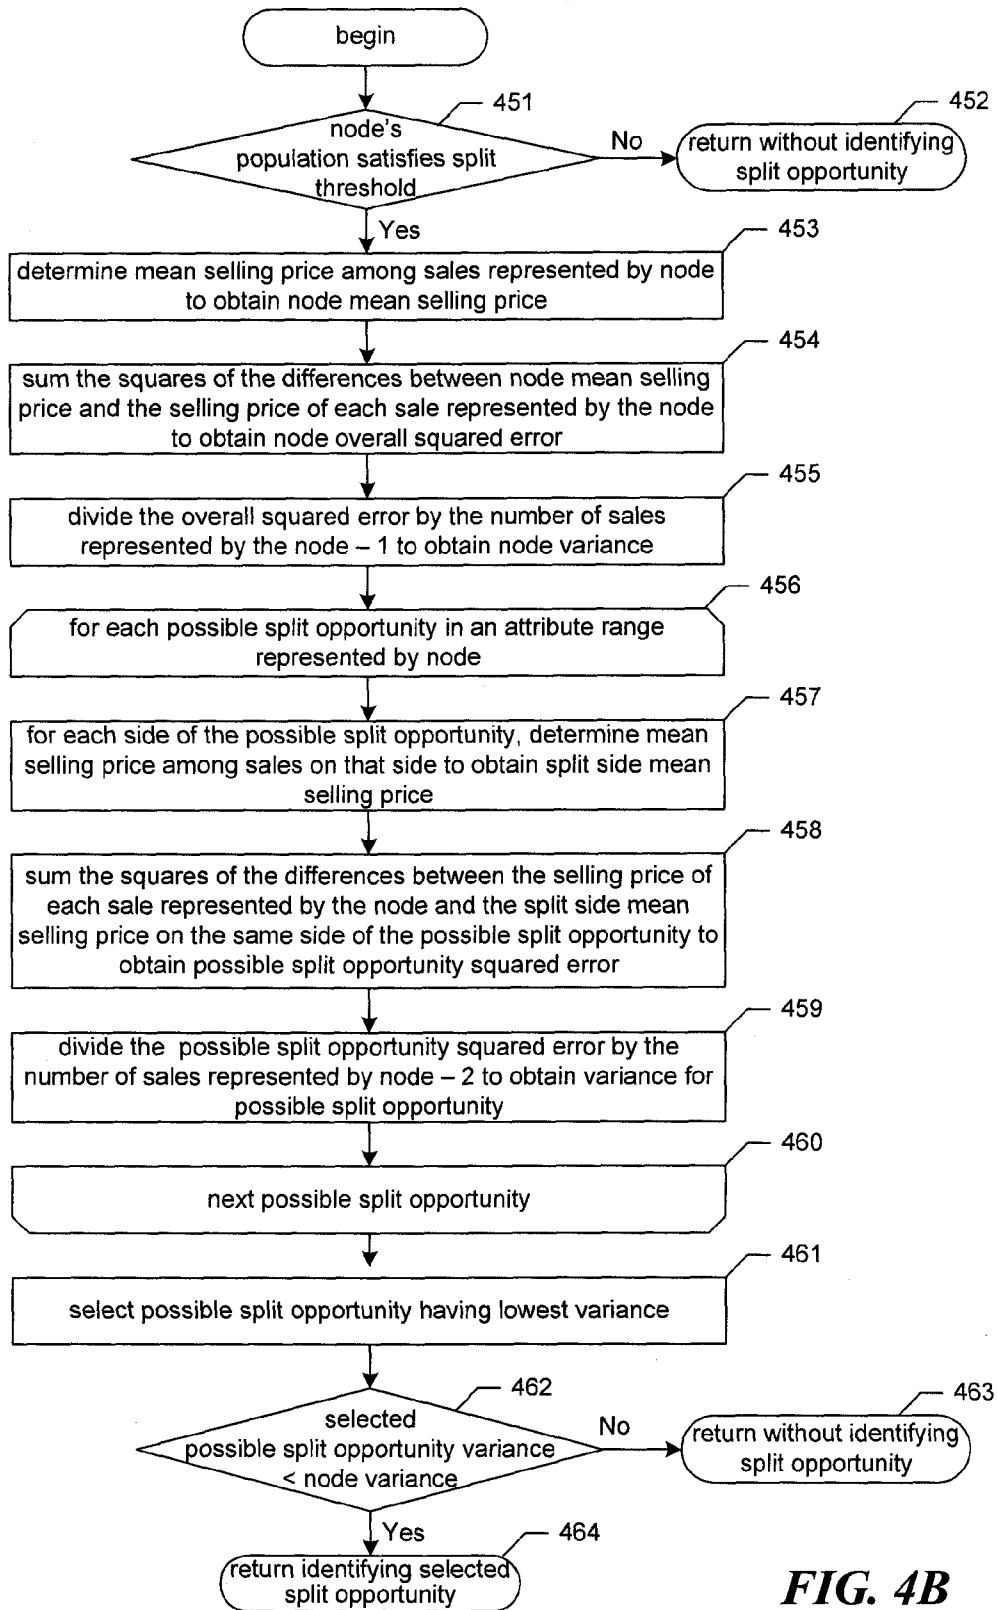 begin
451
node's
population satisfies split
threshold
No
452
return without identifying
split opportunity
Yes
453
determine mean selling price among sales represented by node
to obtain node mean selling price
454
sum the squares of the differences between node mean selling
price and the selling price of each sale represented by the node
to obtain node overall squared error
455
divide the overall squared error by the number of sales
represented by the node – 1 to obtain node variance
456
for each possible split opportunity in an attribute range
represented by node
457
for each side of the possible split opportunity, determine mean
selling price among sales on that side to obtain split side mean
selling price
458
sum the squares of the differences between the selling price of
each sale represented by the node and the split side mean
selling price on the same side of the possible split opportunity to
obtain possible split opportunity squared error
459
divide the possible split opportunity squared error by the
number of sales represented by node – 2 to obtain variance for
possible split opportunity
460
next possible split opportunity
461
select possible split opportunity having lowest variance
462
selected
possible split opportunity variance
< node variance
No
463
return without identifying
split opportunity
Yes
464
return identifying selected
split opportunity
FIG. 4B